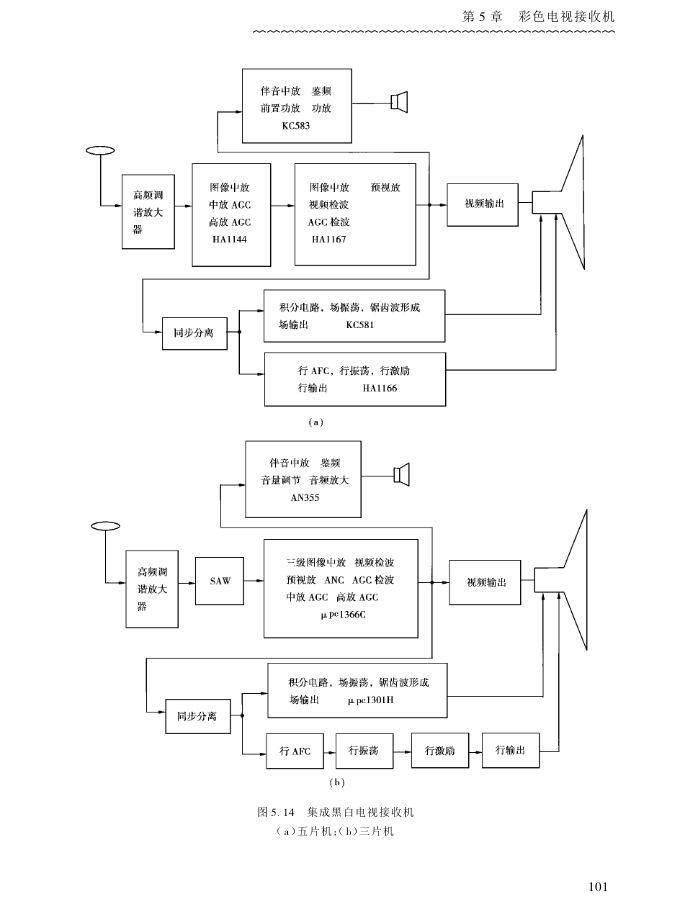 第 5 章 彩色电视接收机
伴音中放 鉴频
前置功放 功放
KC583
高频调
谐放大
器
图像中放
中放 AGC
高放 AGC
HA1144
图像中放 预视放
视频检波
AGC 检波
HA1167
视频输出
同步分离
积分电路，场振荡，锯齿波形成
场输出 KC581
行 AFC，行振荡，行激励
行输出 HA1166
(a)
伴音中放 鉴频
音量调节 音频放大
AN355
高频调
谐放大
器
SAW
三级图像中放 视频检波
预视放 ANC AGC 检波
中放 AGC 高放 AGC
μpc1366C
视频输出
同步分离
积分电路，场振荡，锯齿波形成
场输出 μpc1301H
行 AFC
行振荡
行激励
行输出
(b)
图 5.14 集成黑白电视接收机
(a)五片机;(b)三片机
101